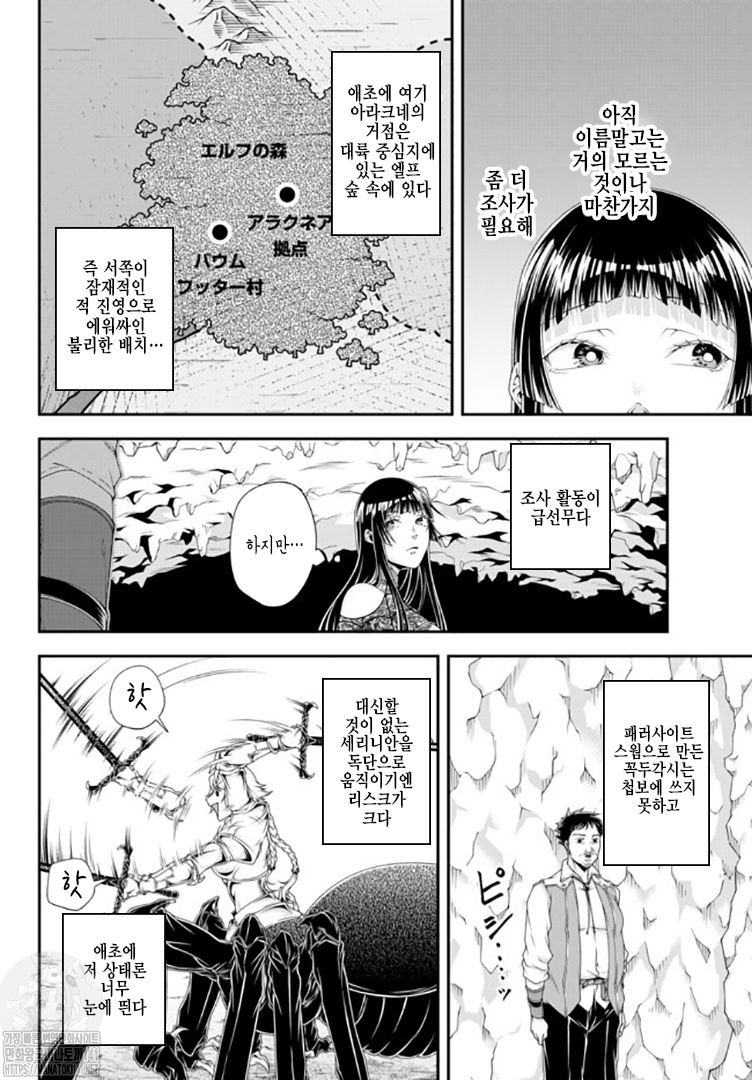 아직
이름말고는
거의 모르는
것이나
마찬가지
좀 더
조사가
필요해
애초에 여기
아라크네의
거점은
대륙 중심지에
있는 엘프
숲 속에 있다
エルフの森
アラクネア
拠点
バウム
フッター村
즉 서쪽이
잠재적인
적 진영으로
에워싸인
불리한 배치…
조사 활동이
급선무다
하지만…
패러사이트
스웜으로 만든
꼭두각시는
첩보에 쓰지
못하고
ピシ…ッ
대신할
것이 없는
세리니안을
독단으로
움직이기엔
리스크가
크다
핫
핫
애초에
저 상태론
너무
눈에 띈다